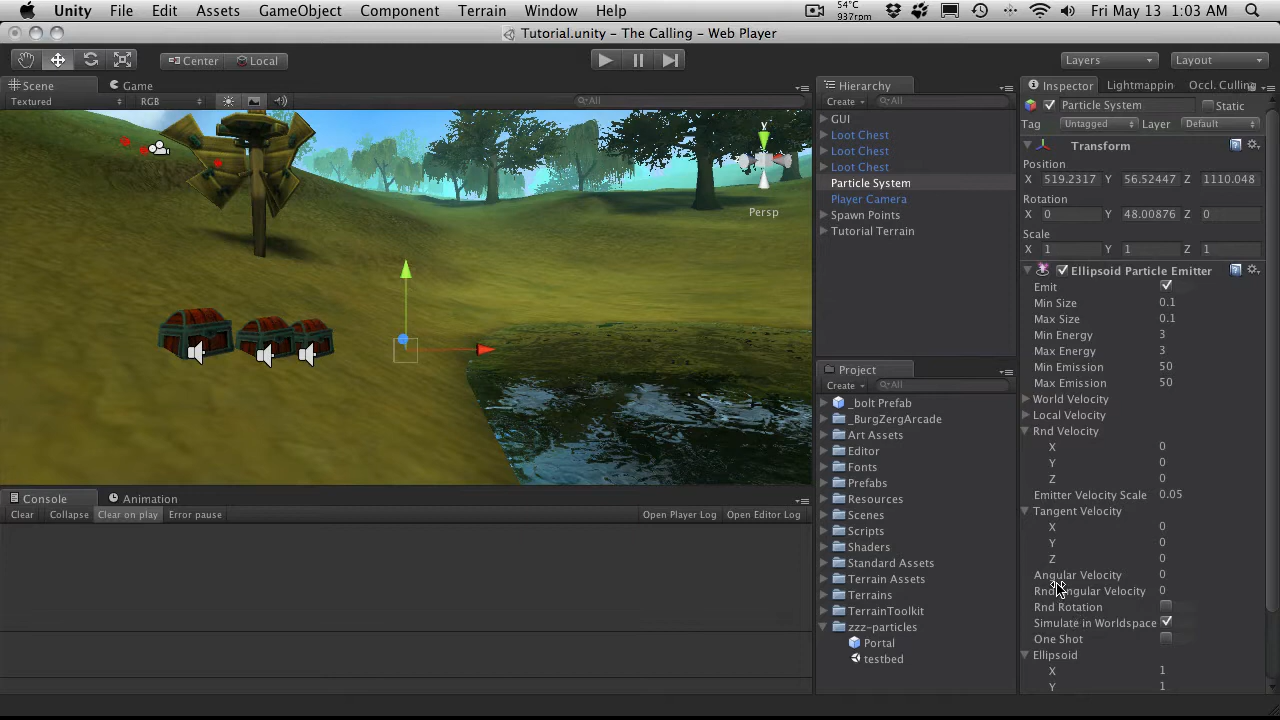 Unity File Edit Assets GameObject Component Terrain Window Help 54°C 937rpm Fri May 13 1:03 AM
Tutorial.unity - The Calling - Web Player
Center Local Layers Layout
Scene Game
Textured RGB All
y
Persp
Console Animation
Clear Collapse Clear on play Error pause Open Player Log Open Editor Log
Hierarchy
Create All
GUI
Loot Chest
Loot Chest
Loot Chest
Particle System
Player Camera
Spawn Points
Tutorial Terrain
Project
Create All
_bolt Prefab
_BurgZergArcade
Art Assets
Editor
Fonts
Prefabs
Resources
Scenes
Scripts
Shaders
Standard Assets
Terrain Assets
Terrains
TerrainToolkit
zzz-particles
Portal
testbed
Inspector Lightmappin Occl. Culling
Particle System Static
Tag Untagged Layer Default
Transform
Position
X 519.2317 Y 56.52447 Z 1110.048
Rotation
X 0 Y 48.00876 Z 0
Scale
X 1 Y 1 Z 1
Ellipsoid Particle Emitter
Emit
Min Size 0.1
Max Size 0.1
Min Energy 3
Max Energy 3
Min Emission 50
Max Emission 50
World Velocity
Local Velocity
Rnd Velocity
X 0
Y 0
Z 0
Emitter Velocity Scale 0.05
Tangent Velocity
X 0
Y 0
Z 0
Angular Velocity 0
Rnd Angular Velocity 0
Rnd Rotation
Simulate in Worldspace
One Shot
Ellipsoid
X 1
Y 1